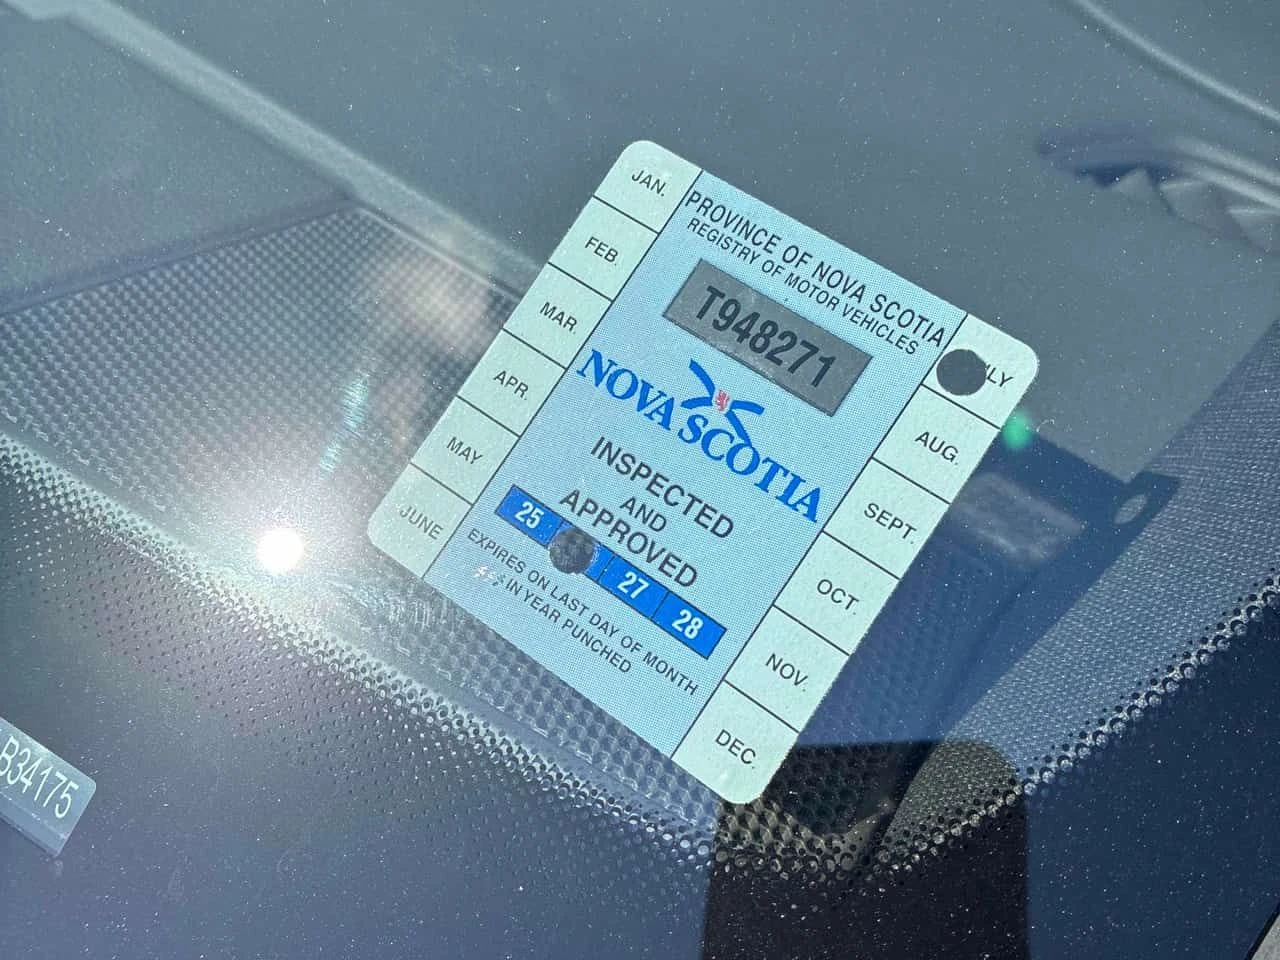 PROVINCE OF NOVA SCOTIA
REGISTRY OF MOTOR VEHICLES
T948271
NOVA SCOTIA
INSPECTED
AND
APPROVED
25 27 28
EXPIRES ON LAST DAY OF MONTH
IN YEAR PUNCHED
JAN.
FEB.
MAR.
APR.
MAY
JUNE
LY
AUG.
SEPT.
OCT.
NOV.
DEC.
B34175